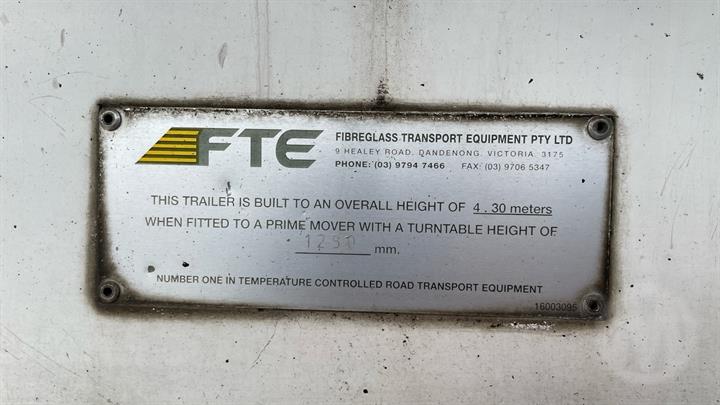 FTE
FIBREGLASS TRANSPORT EQUIPMENT PTY LTD
9 HEALEY ROAD, DANDENONG, VICTORIA, 3175
PHONE: (03) 9794 7466 FAX: (03) 9706 5347
THIS TRAILER IS BUILT TO AN OVERALL HEIGHT OF 4.30 meters
WHEN FITTED TO A PRIME MOVER WITH A TURNTABLE HEIGHT OF
mm.
NUMBER ONE IN TEMPERATURE CONTROLLED ROAD TRANSPORT EQUIPMENT
16003095